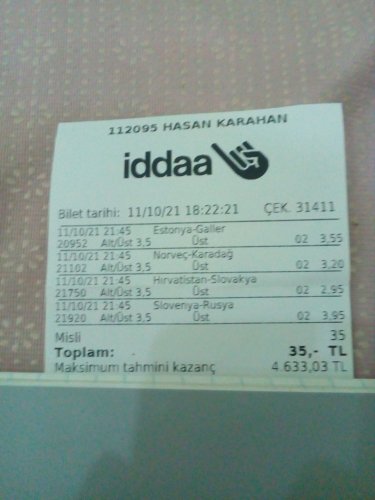 112095 HASAN KARAHAN
iddaa
Bilet tarihi: 11/10/21 18:22:21 ÇEK. 31411
11/10/21 21:45 Estonya-Galler
20952 Alt/Üst 3,5 Üst 02 3,55
11/10/21 21:45 Norveç-Karadağ
21102 Alt/Üst 3,5 Üst 02 3,20
11/10/21 21:45 Hırvatistan-Slovakya
21750 Alt/Üst 3,5 Üst 02 2,95
11/10/21 21:45 Slovenya-Rusya
21920 Alt/Üst 3,5 Üst 02 3,95
Misli 35
Toplam: 35,- TL
Maksimum tahmini kazanç 4.633,03 TL